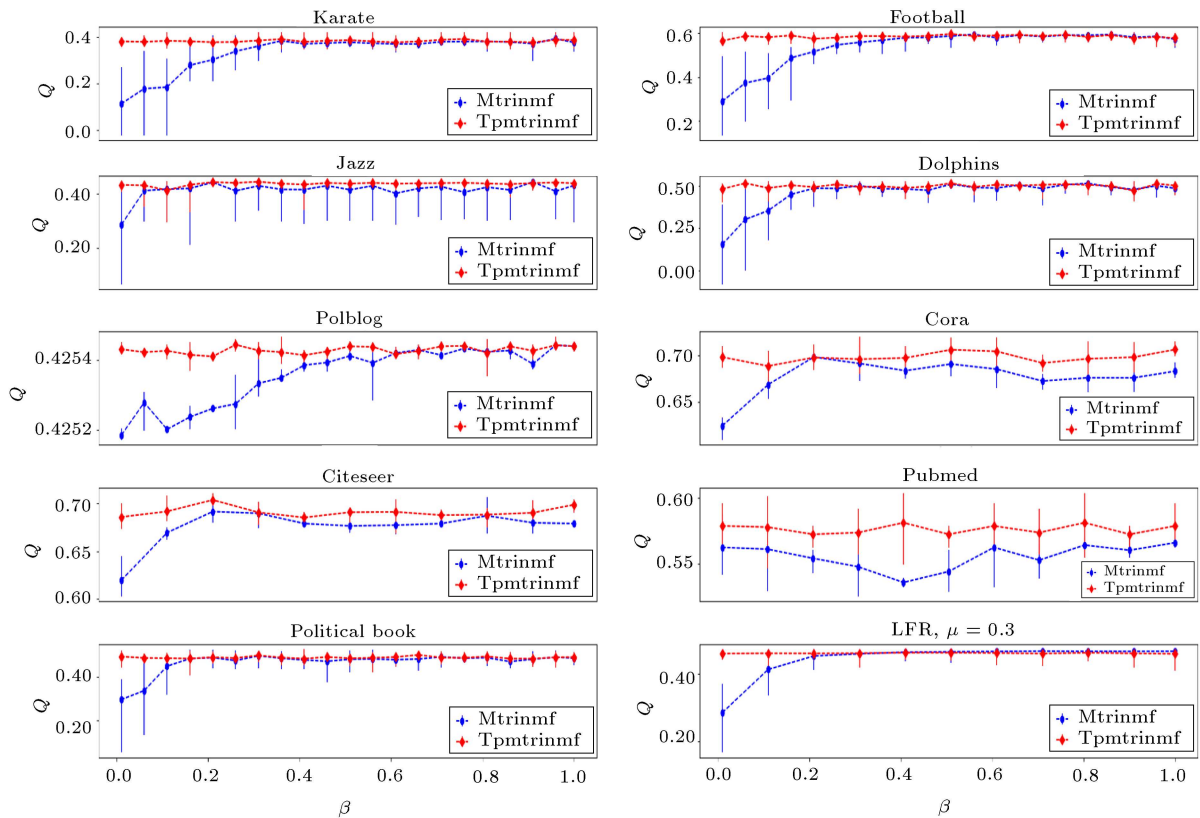 Karate
0.4
0.2
0.0
Q
Mtrinmf
Tpmtrinmf
Football
0.6
0.4
0.2
Q
Mtrinmf
Tpmtrinmf
Jazz
0.40
0.20
Q
Mtrinmf
Tpmtrinmf
Dolphins
0.50
0.00
Q
Mtrinmf
Tpmtrinmf
Polblog
0.4254
0.4252
Q
Mtrinmf
Tpmtrinmf
Cora
0.70
0.65
Q
Mtrinmf
Tpmtrinmf
Citeseer
0.70
0.65
0.60
Q
Mtrinmf
Tpmtrinmf
Pubmed
0.60
0.55
Q
Mtrinmf
Tpmtrinmf
Political book
0.40
0.20
Q
Mtrinmf
Tpmtrinmf
0.0 0.2 0.4 0.6 0.8 1.0
β
LFR, μ = 0.3
0.40
0.20
Q
Mtrinmf
Tpmtrinmf
0.0 0.2 0.4 0.6 0.8 1.0
β